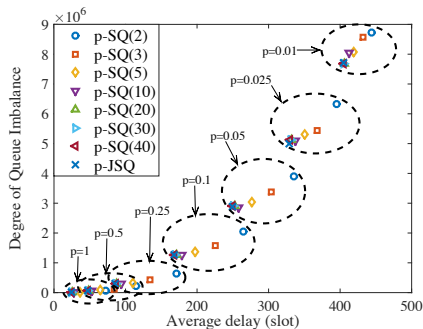 9 ×10⁶
8
7
6
5
4
3
2
1
0
0 100 200 300 400 500
Degree of Queue Imbalance
Average delay (slot)
p-SQ(2)
p-SQ(3)
p-SQ(5)
p-SQ(10)
p-SQ(20)
p-SQ(30)
p-SQ(40)
p-JSQ
p=0.01
p=0.025
p=0.05
p=0.1
p=0.25
p=0.5
p=1